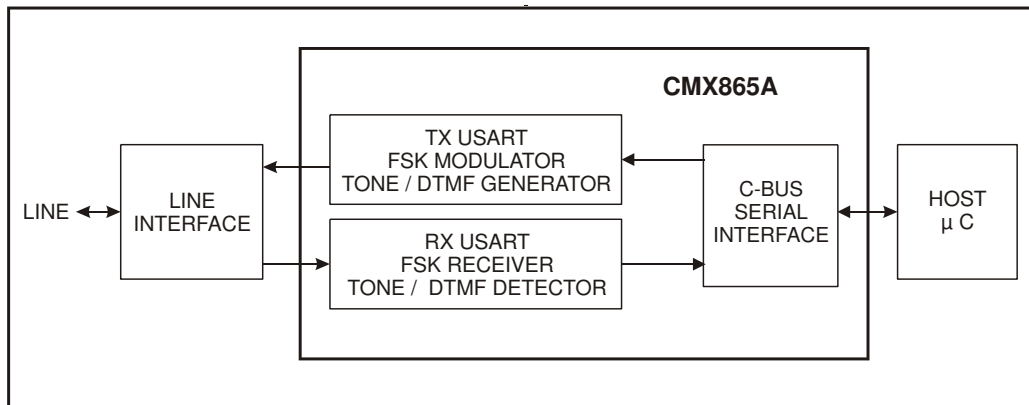 CMX865A
TX USART
FSK MODULATOR
TONE / DTMF GENERATOR
RX USART
FSK RECEIVER
TONE / DTMF DETECTOR
LINE
LINE
INTERFACE
C-BUS
SERIAL
INTERFACE
HOST
µ C